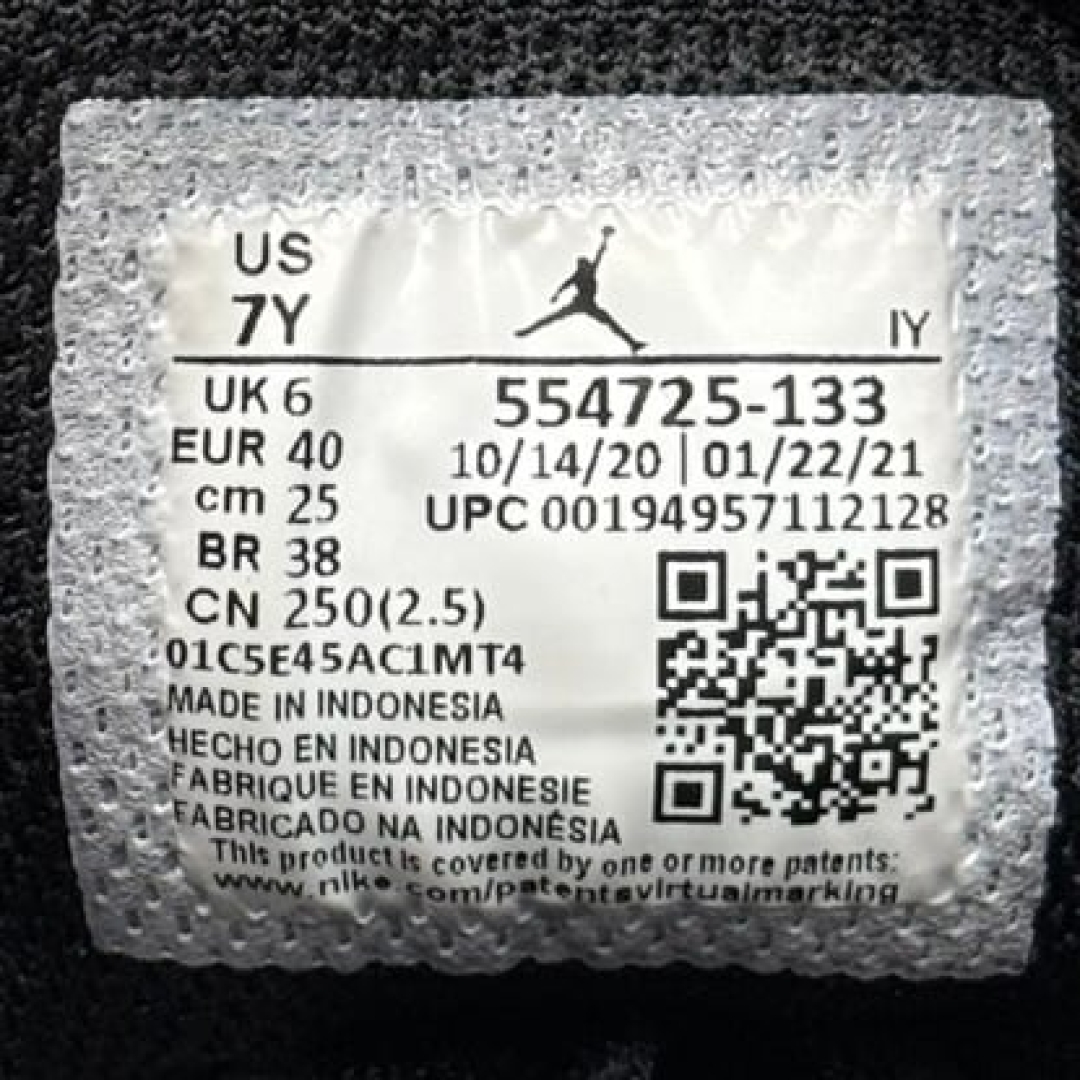 US
7Y
IY
UK 6
EUR 40
cm 25
BR 38
CN 250(2.5)
554725-133
10/14/20 | 01/22/21
UPC 00194957112128
01C5E45AC1MT4
MADE IN INDONESIA
HECHO EN INDONESIA
FABRIQUE EN INDONESIE
FABRICADO NA INDONÉSIA
This product is covered by one or more patents:
www.nike.com/patentsvirtualmarking